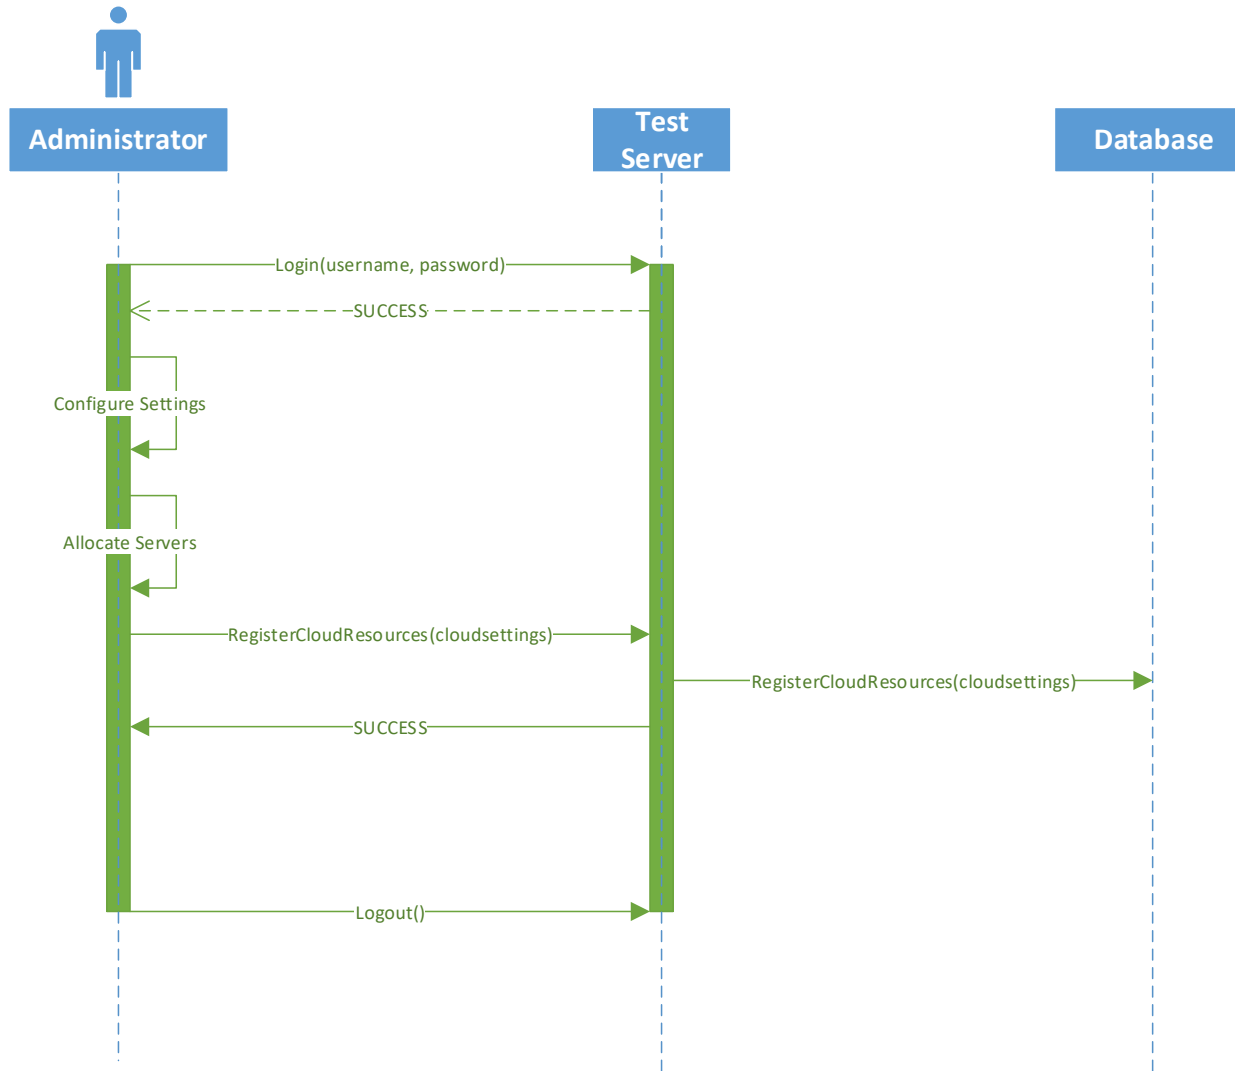 Administrator
Test
Server
Database
Login(username, password)
SUCCESS
Configure Settings
Allocate Servers
RegisterCloudResources(cloudsettings)
RegisterCloudResources(cloudsettings)
SUCCESS
Logout()